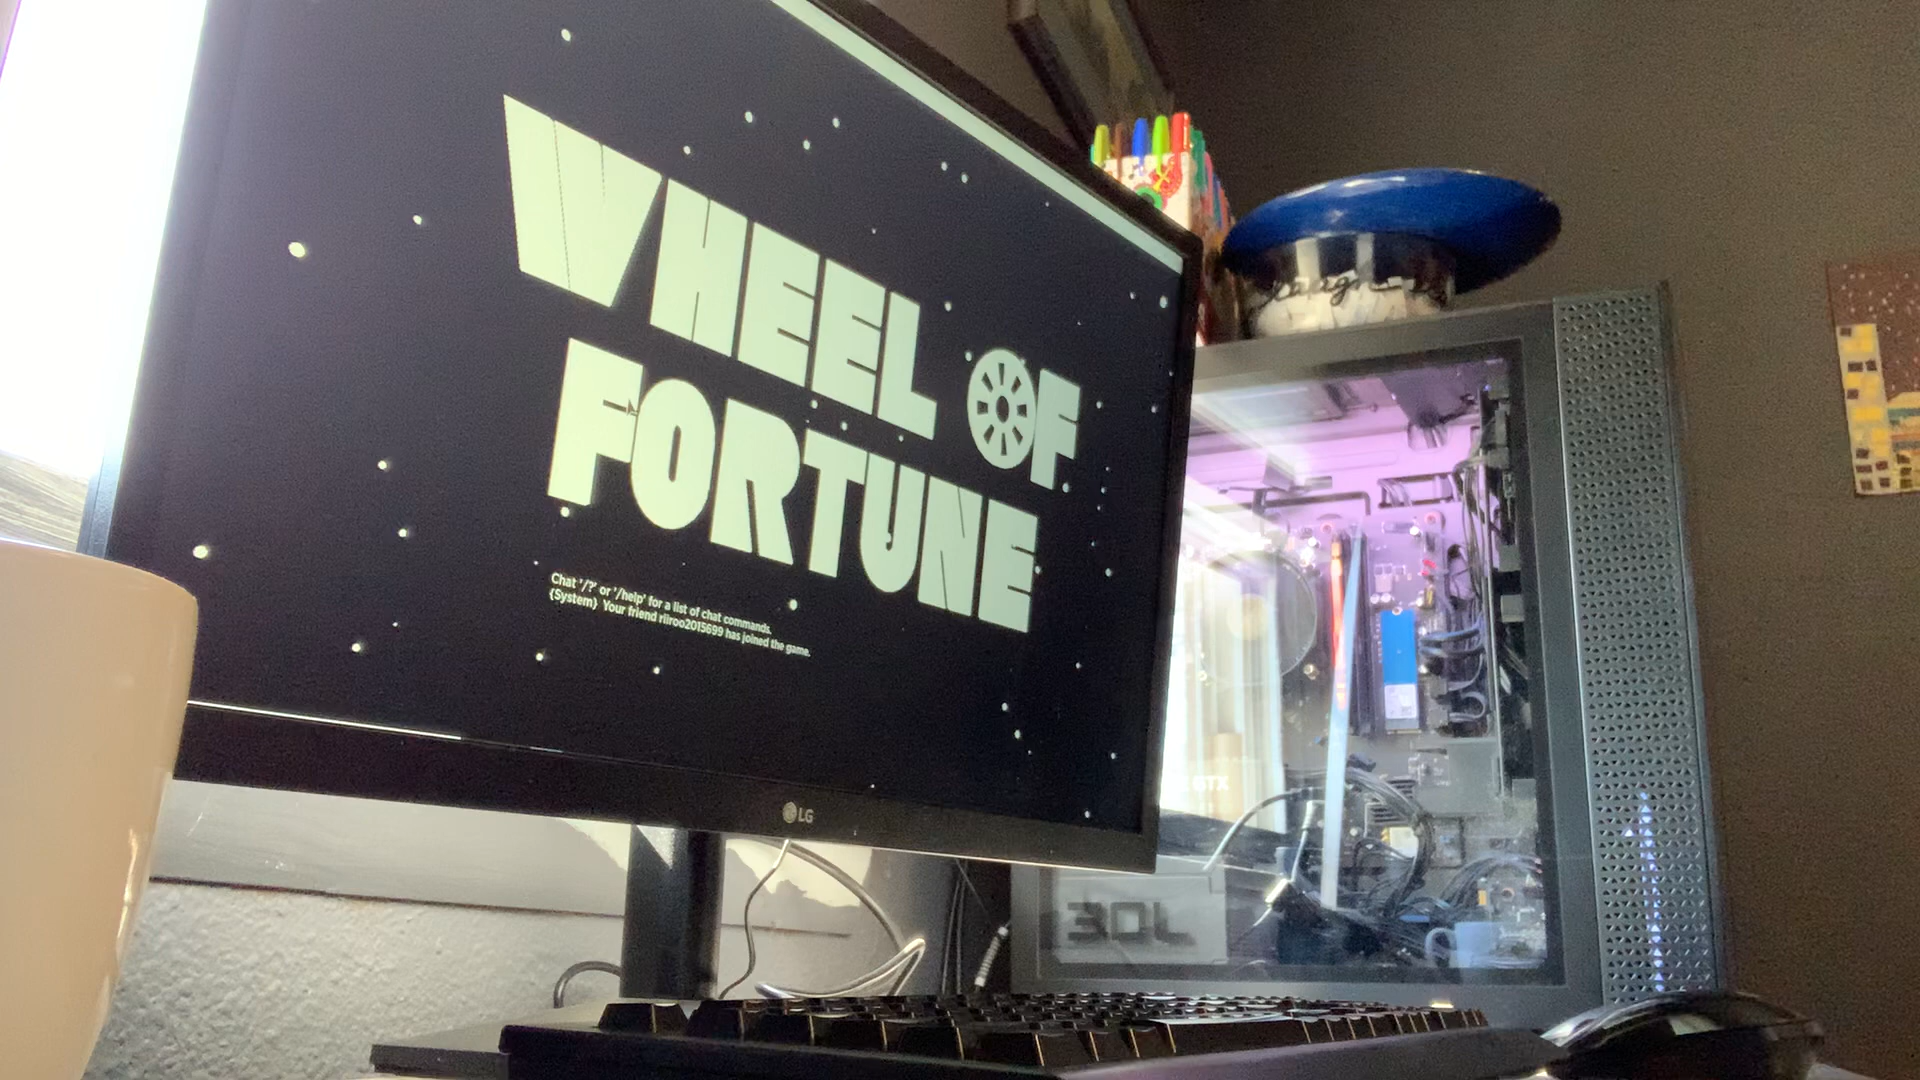 WHEEL OF
FORTUNE
Chat '/?' or '/help' for a list of chat commands.
{System} Your friend riiroo2015699 has joined the game.
LG
30L